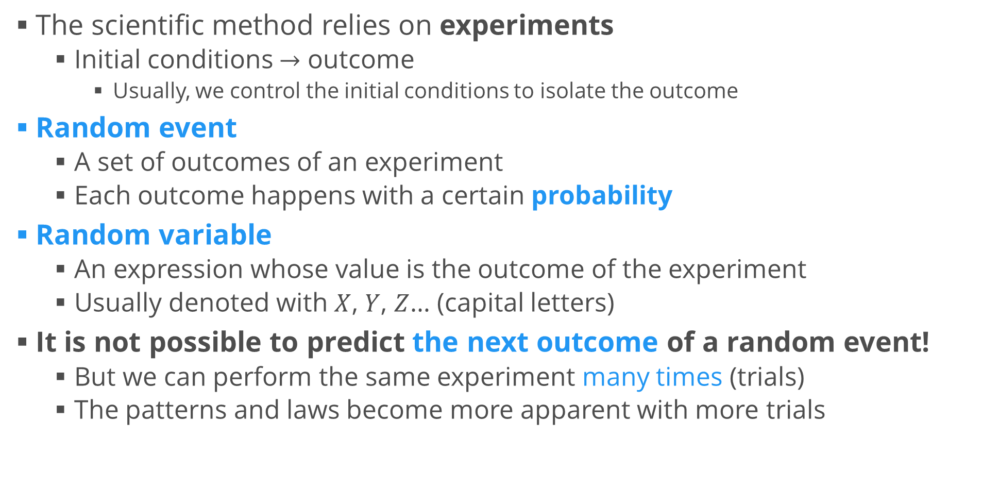 ▪ The scientific method relies on experiments
▪ Initial conditions → outcome
▪ Usually, we control the initial conditions to isolate the outcome
▪ Random event
▪ A set of outcomes of an experiment
▪ Each outcome happens with a certain probability
▪ Random variable
▪ An expression whose value is the outcome of the experiment
▪ Usually denoted with X, Y, Z... (capital letters)
▪ It is not possible to predict the next outcome of a random event!
▪ But we can perform the same experiment many times (trials)
▪ The patterns and laws become more apparent with more trials